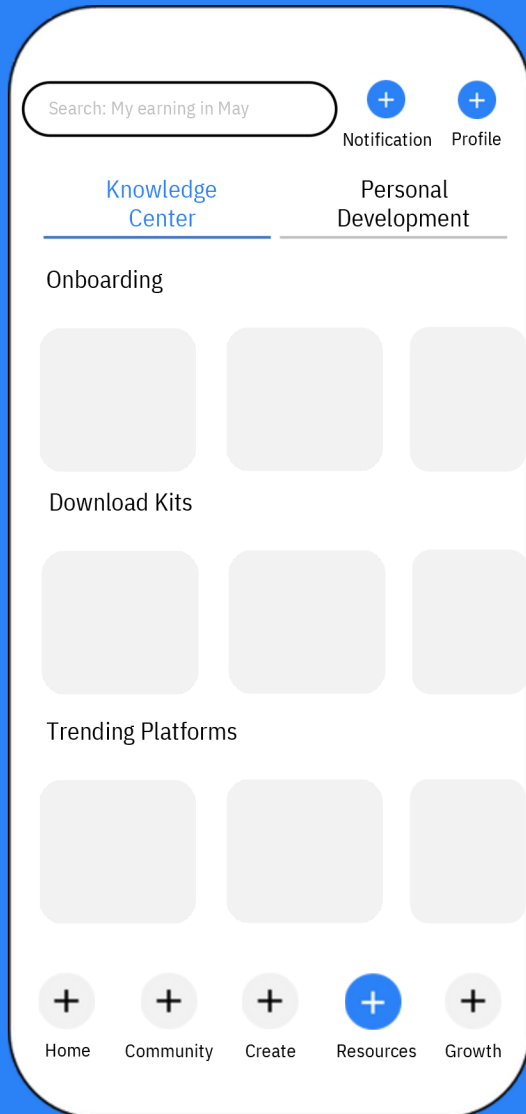 Search: My earning in May
Notification
Profile
Knowledge
Center
Personal
Development
Onboarding
Download Kits
Trending Platforms
Home
Community
Create
Resources
Growth